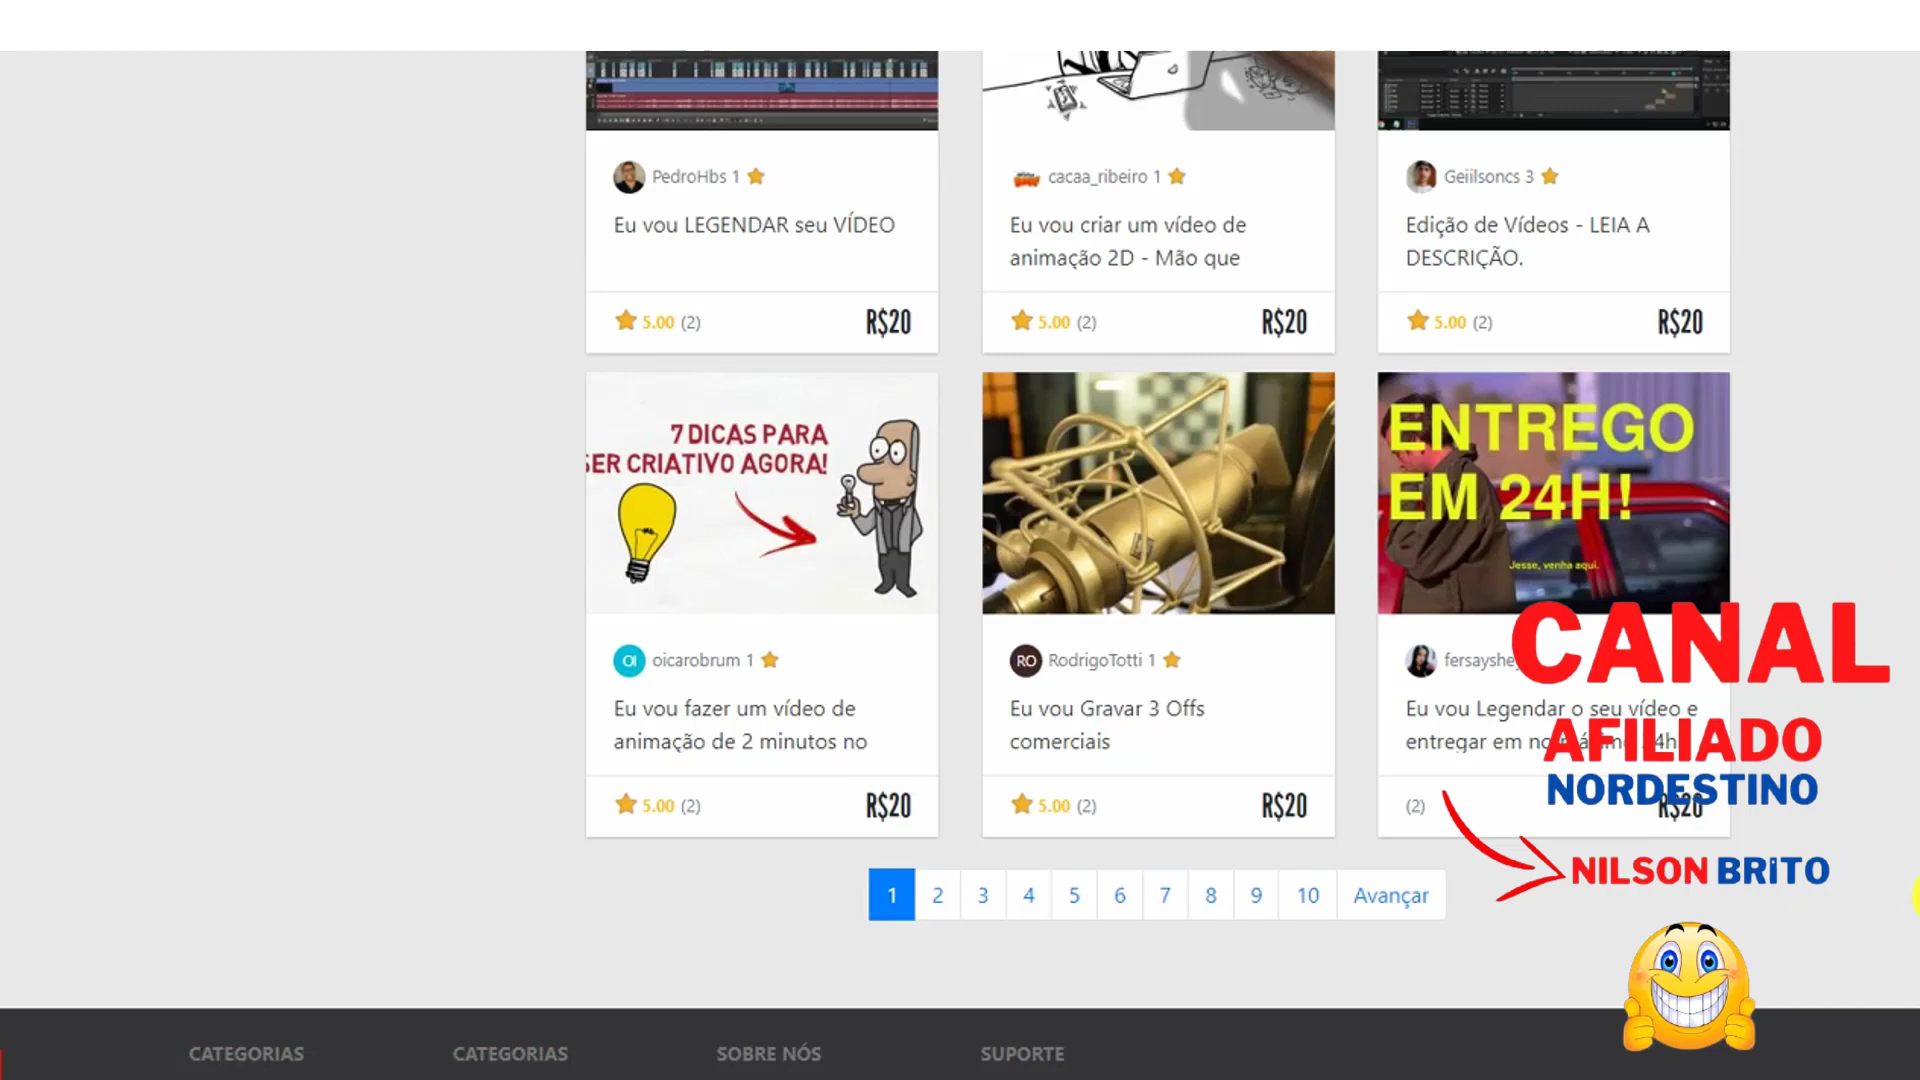 PedroHbs 1
Eu vou LEGENDAR seu VÍDEO
5.00 (2)
R$20
cacaa_ribeiro 1
Eu vou criar um vídeo de
animação 2D - Mão que
5.00 (2)
R$20
Geiilsoncs 3
Edição de Vídeos - LEIA A
DESCRIÇÃO.
5.00 (2)
R$20
7 DICAS PARA
SER CRIATIVO AGORA!
OI
oicarobrum 1
Eu vou fazer um vídeo de
animação de 2 minutos no
5.00 (2)
R$20
RO
RodrigoTotti 1
Eu vou Gravar 3 Offs
comerciais
5.00 (2)
R$20
ENTREGO
EM 24H!
Jesse, venha aqui.
Eu vou Legendar o seu vídeo e
entregar em
(2)
R$20
CANAL
AFILIADO
NORDESTINO
NILSON BRITO
1 2 3 4 5 6 7 8 9 10 Avançar
CATEGORIAS
CATEGORIAS
SOBRE NÓS
SUPORTE